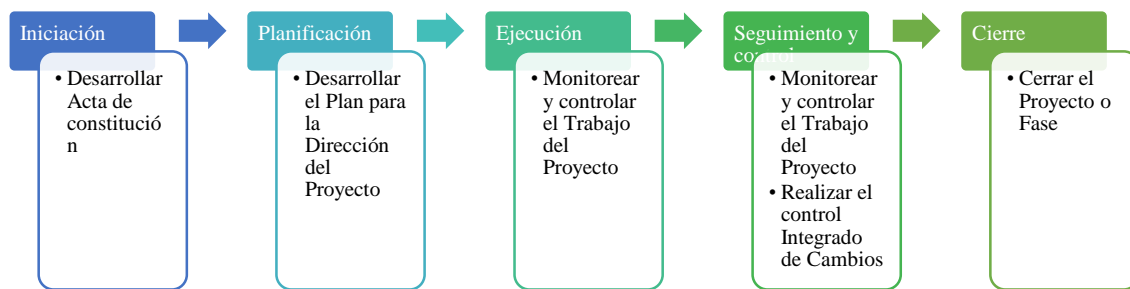 Iniciación
• Desarrollar
Acta de
constitució
n
Planificación
• Desarrollar
el Plan para
la
Dirección
del
Proyecto
Ejecución
• Monitorear
y controlar
el Trabajo
del
Proyecto
Seguimiento y
control
• Monitorear
y controlar
el Trabajo
del
Proyecto
• Realizar el
control
Integrado
de Cambios
Cierre
• Cerrar el
Proyecto o
Fase